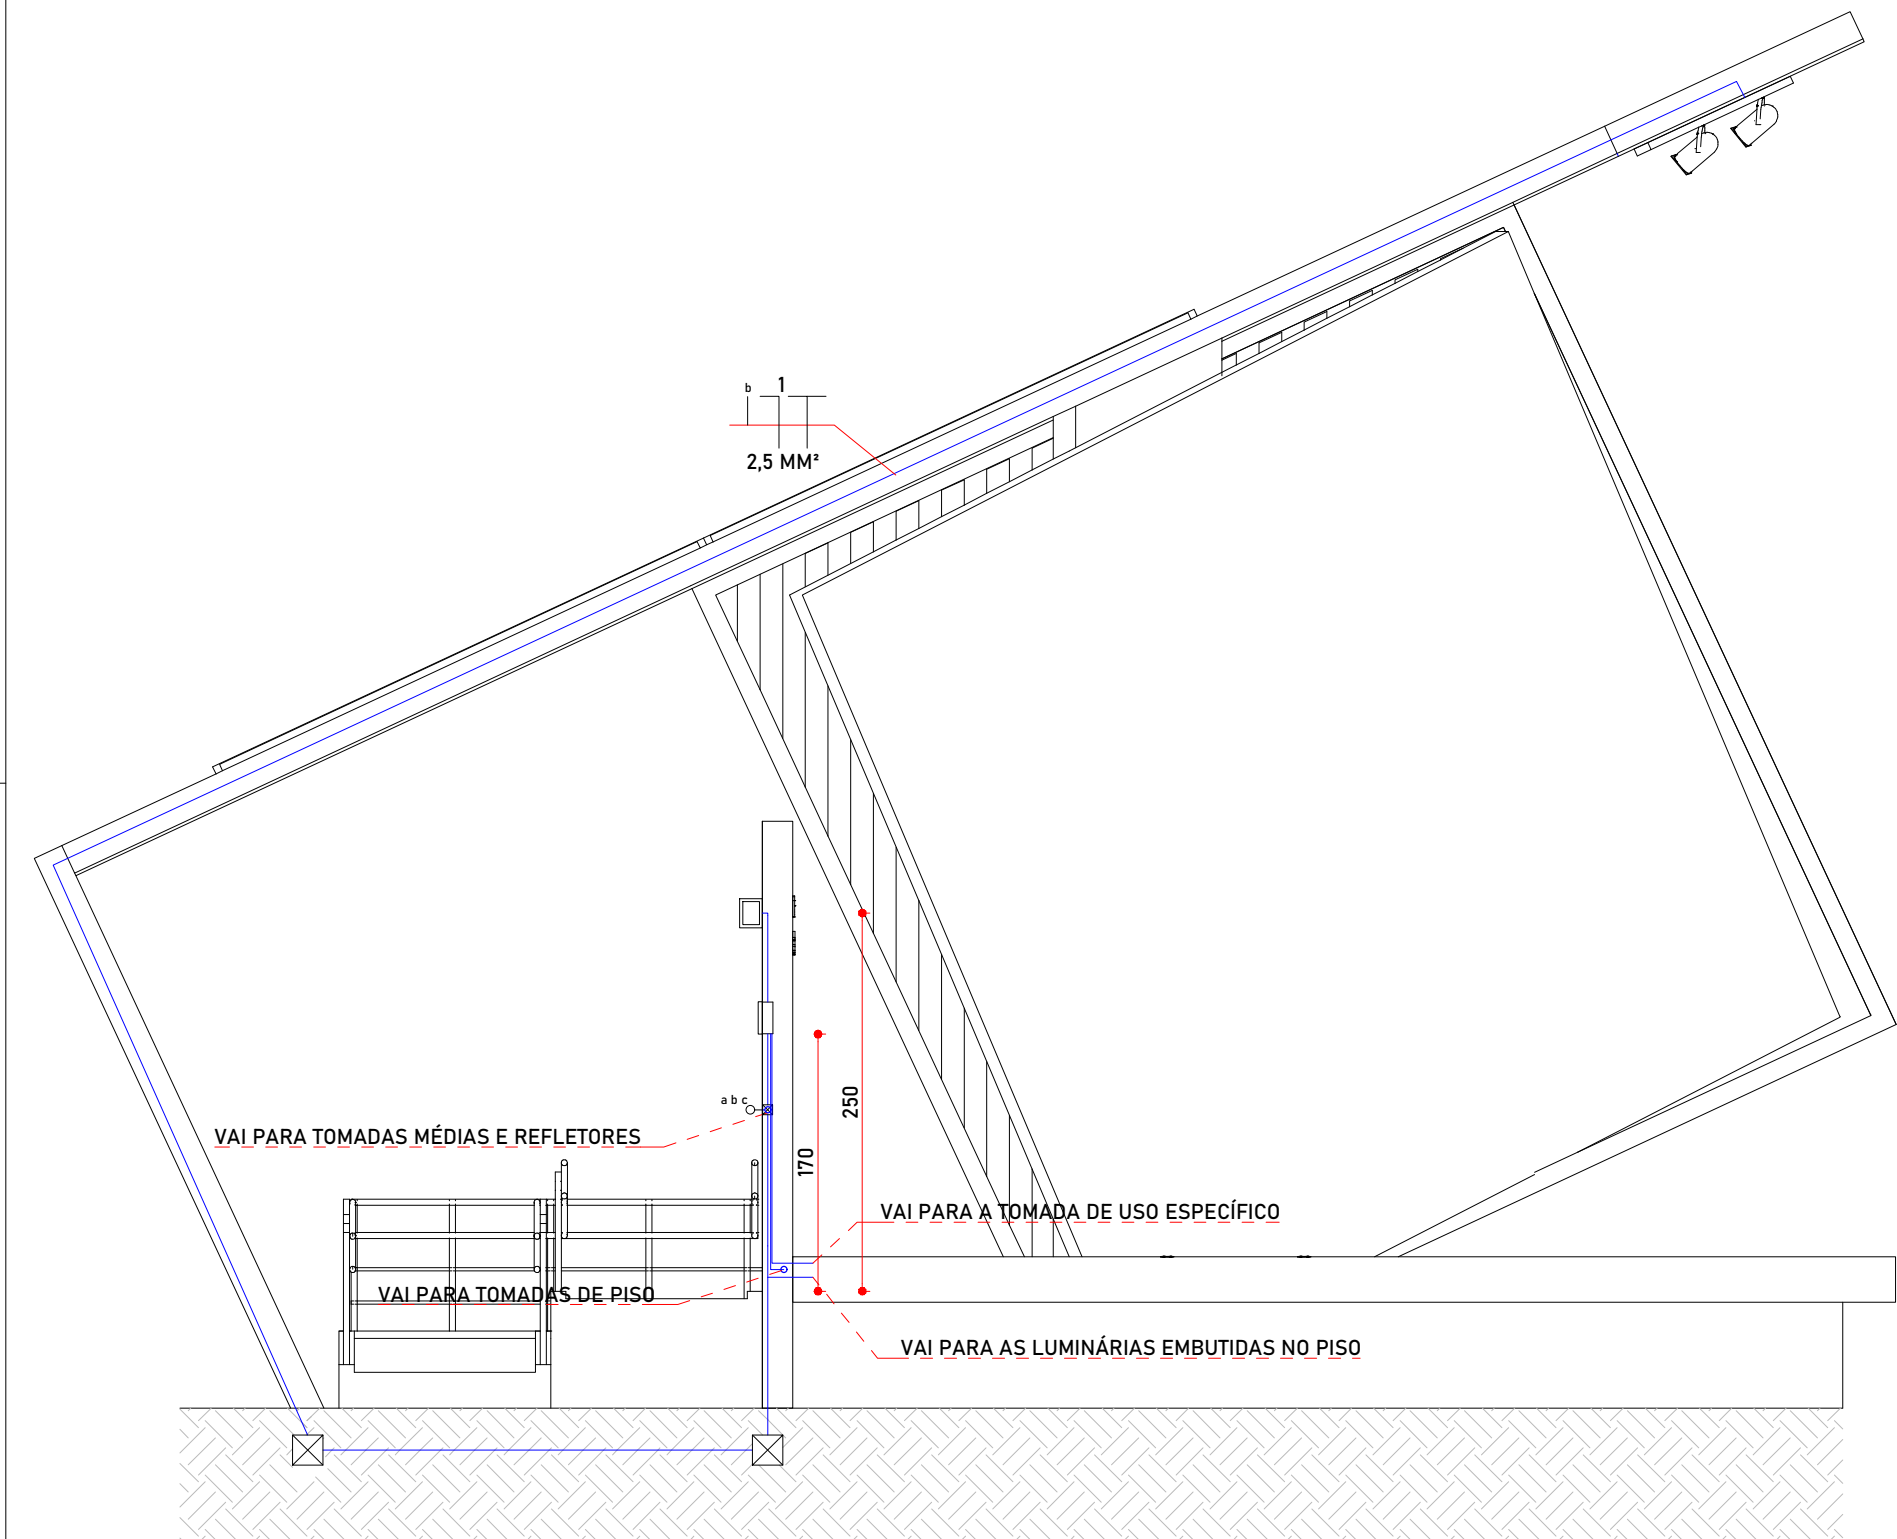 b 1
2,5 MM²
a b c
VAI PARA TOMADAS MÉDIAS E REFLETORES
250
170
VAI PARA A TOMADA DE USO ESPECÍFICO
VAI PARA TOMADAS DE PISO
VAI PARA AS LUMINÁRIAS EMBUTIDAS NO PISO